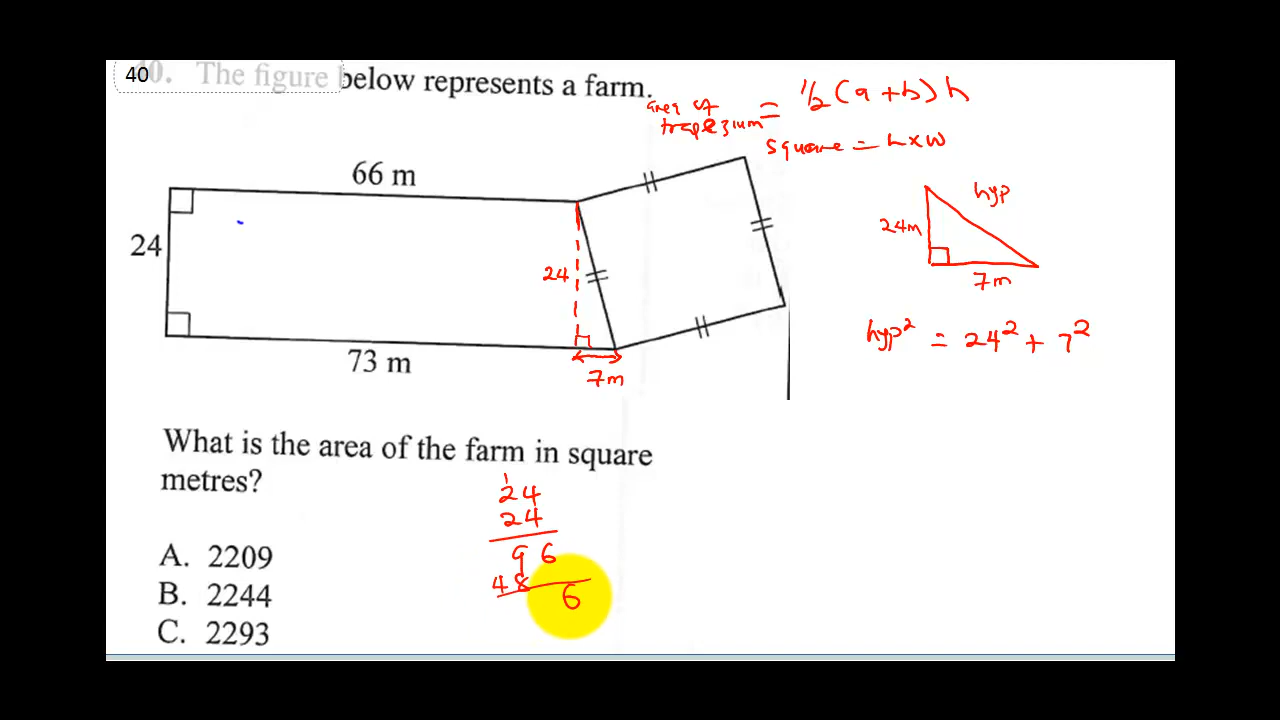 40. The figure below represents a farm.
40
area of
trapezium = 1/2 (a + b) h
square = L x W
66 m
24
24
7m
73 m
hyp
24m
7m
hyp² = 24² + 7²
What is the area of the farm in square
metres?
1
24
24
96
48
6
A. 2209
B. 2244
C. 2293